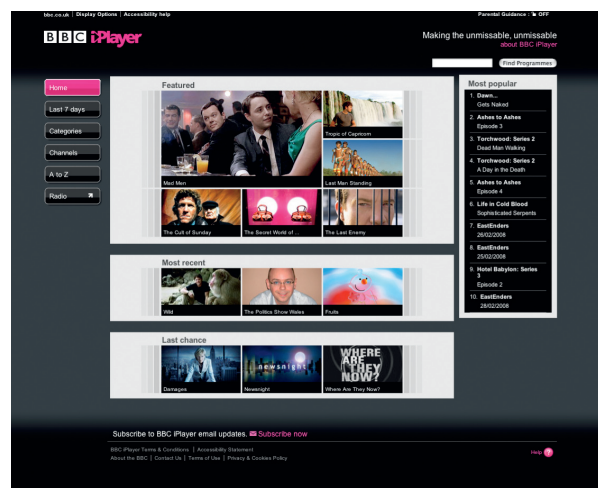 bbc.co.uk | Display Options | Accessibility help
Parental Guidance : OFF
BBC iPlayer
Making the unmissable, unmissable
about BBC iPlayer
Find Programmes
Home
Last 7 days
Categories
Channels
A to Z
Radio
Featured
Mad Men
Tropic of Capricorn
Last Man Standing
The Cult of Sunday
The Secret World of ...
The Last Enemy
Most recent
Wild
The Politics Show Wales
Fruits
Last chance
Damages
newsnight
Newsnight
WHERE
ARE
THEY
NOW?
Where Are They Now?
Most popular
1. Dawn...
Gets Naked
2. Ashes to Ashes
Episode 3
3. Torchwood: Series 2
Dead Man Walking
4. Torchwood: Series 2
A Day in the Death
5. Ashes to Ashes
Episode 4
6. Life in Cold Blood
Sophisticated Serpents
7. EastEnders
26/02/2008
8. EastEnders
25/02/2008
9. Hotel Babylon: Series
3
Episode 2
10. EastEnders
28/02/2008
Subscribe to BBC iPlayer email updates. Subscribe now
BBC iPlayer Terms & Conditions | Accessibility Statement
About the BBC | Contact Us | Terms of Use | Privacy & Cookies Policy
Help ?